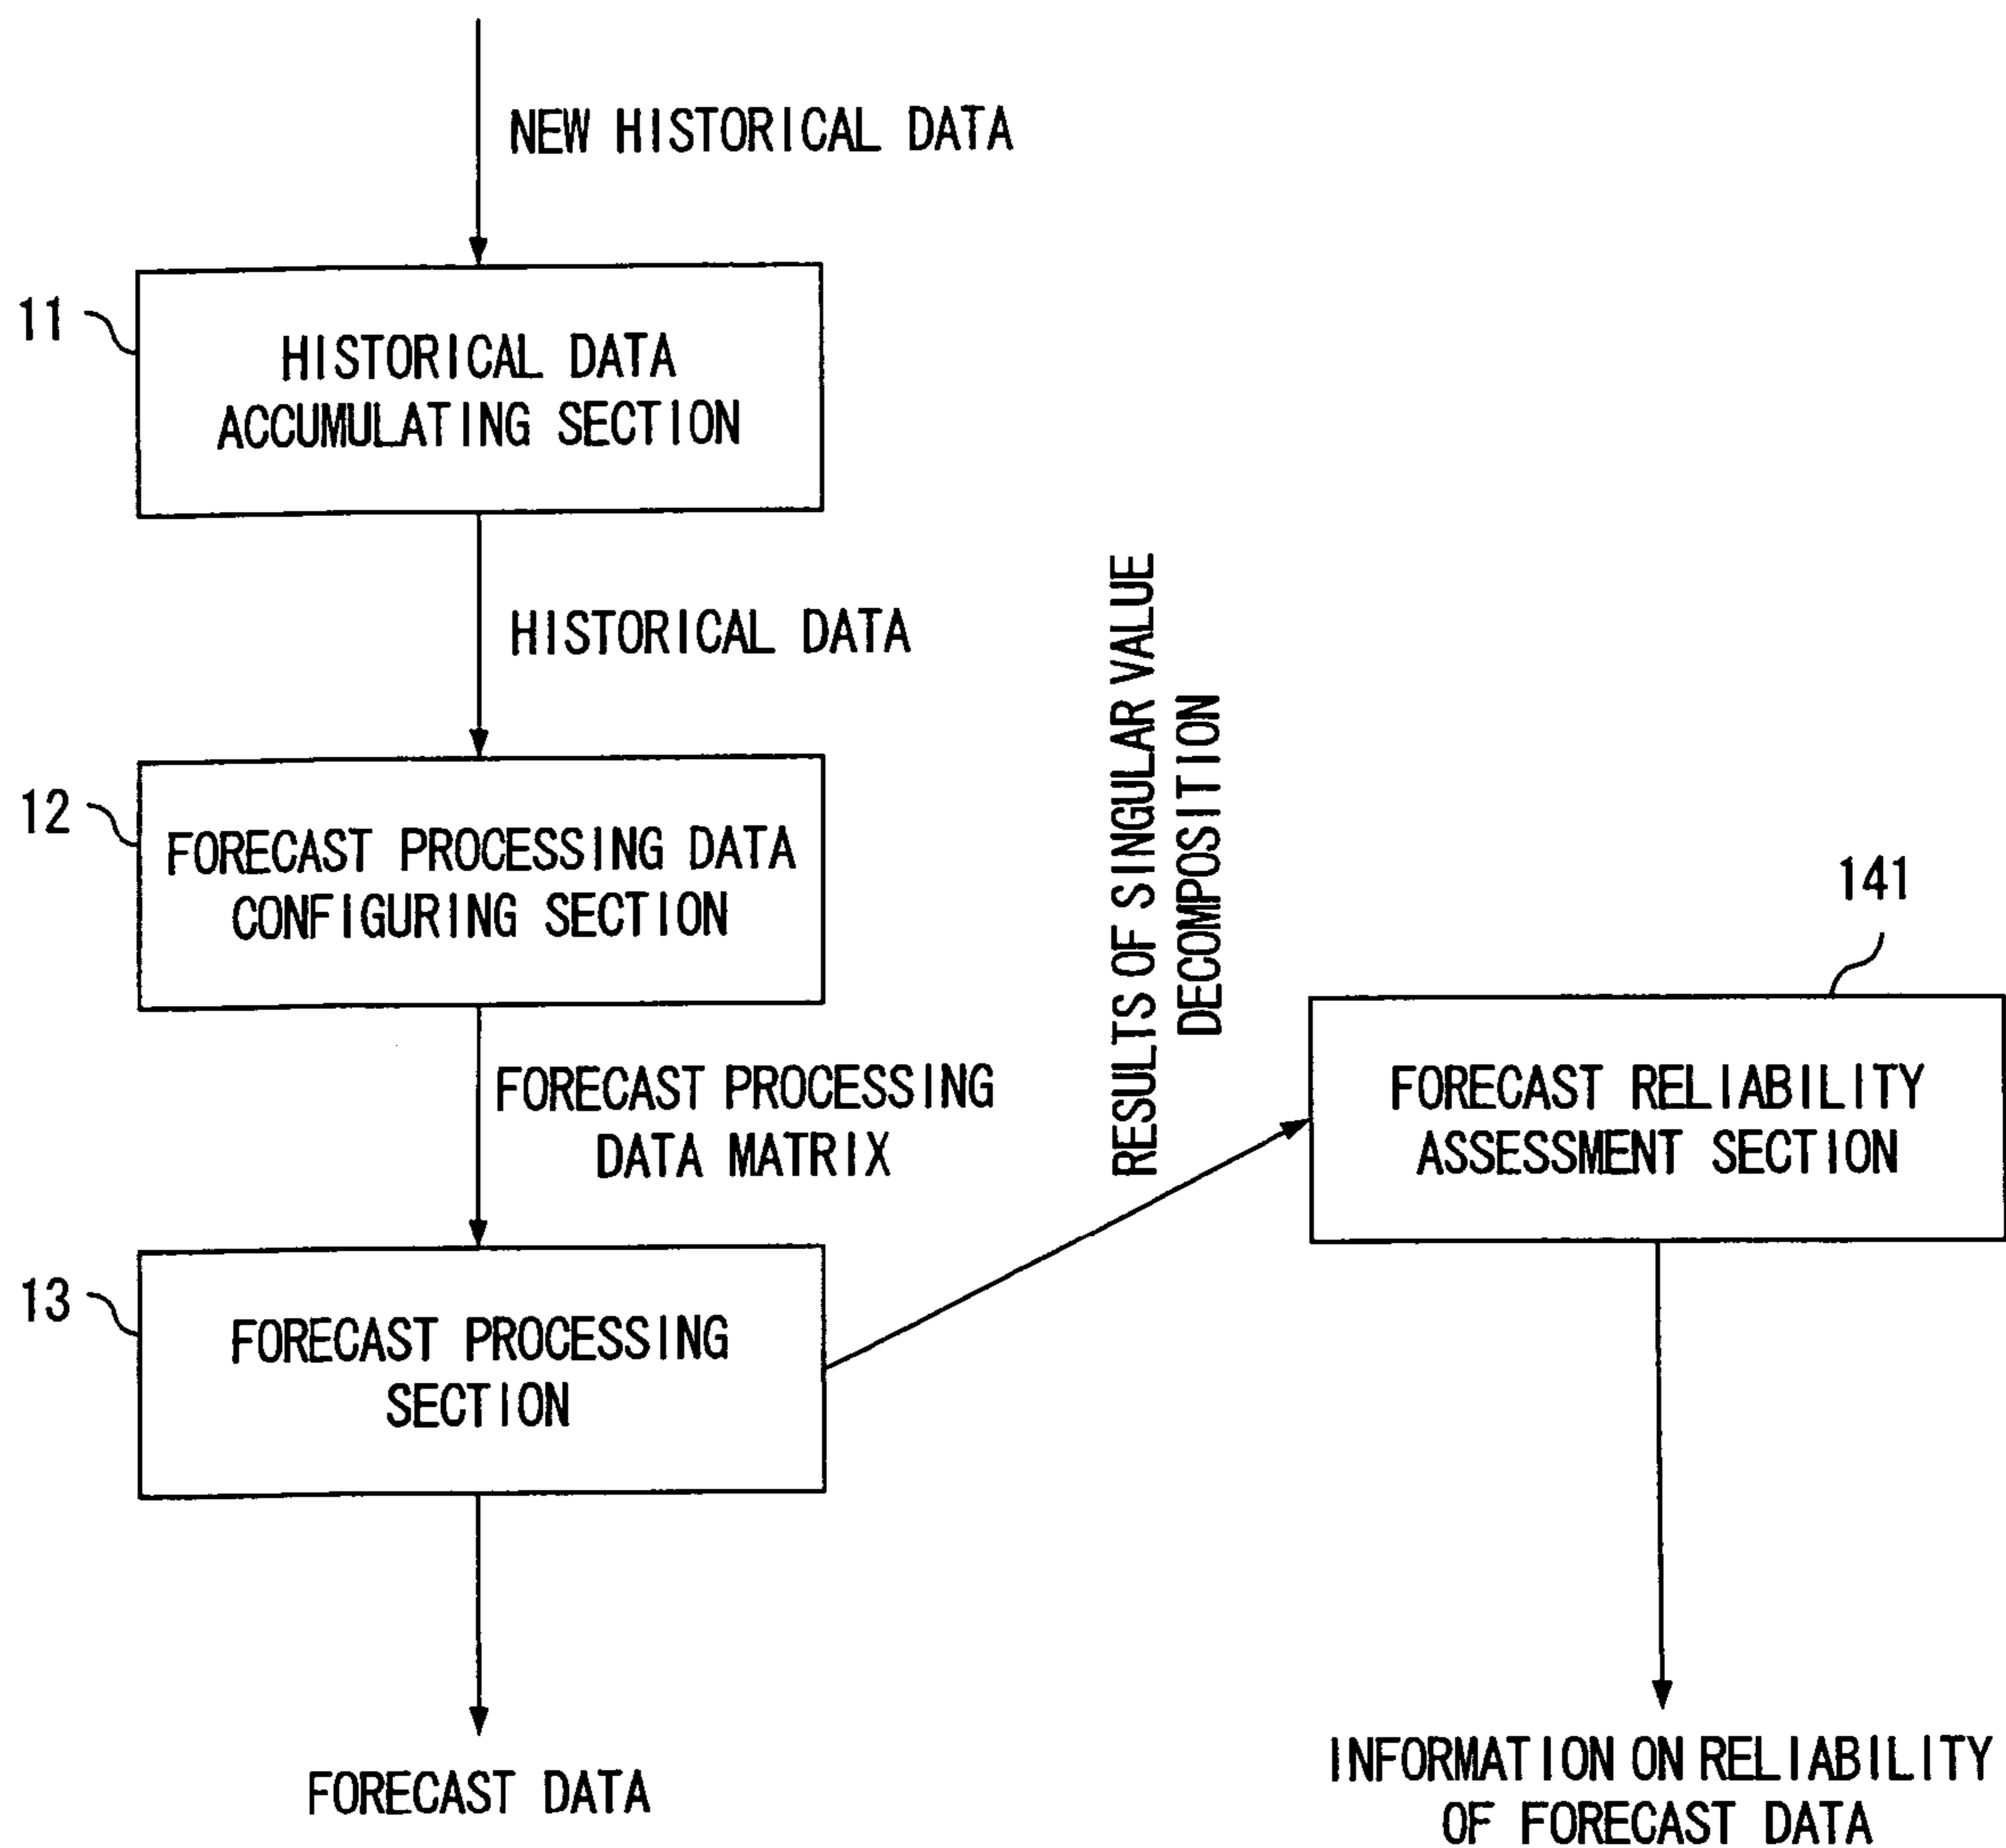 NEW HISTORICAL DATA
11
HISTORICAL DATA
ACCUMULATING SECTION
HISTORICAL DATA
12
FORECAST PROCESSING DATA
CONFIGURING SECTION
FORECAST PROCESSING
DATA MATRIX
RESULTS OF SINGULAR VALUE
DECOMPOSITION
141
FORECAST RELIABILITY
ASSESSMENT SECTION
13
FORECAST PROCESSING
SECTION
FORECAST DATA
INFORMATION ON RELIABILITY
OF FORECAST DATA